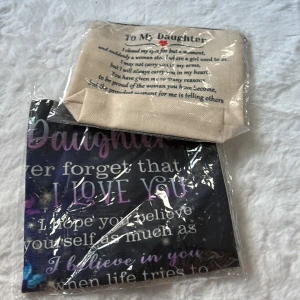 To My Daughter
I closed my eyes for but a moment,
and suddenly a woman stood where a girl used to be.
I may not carry you in my arms,
but I will always carry you in my heart.
You have given me so many reasons
to be proud of the woman you have become,
but the proudest moment for me is telling others
Daughter
ver forget that
I LOVE YOU
I hope you believe
yourself as much as
I believe in you
when life tries to